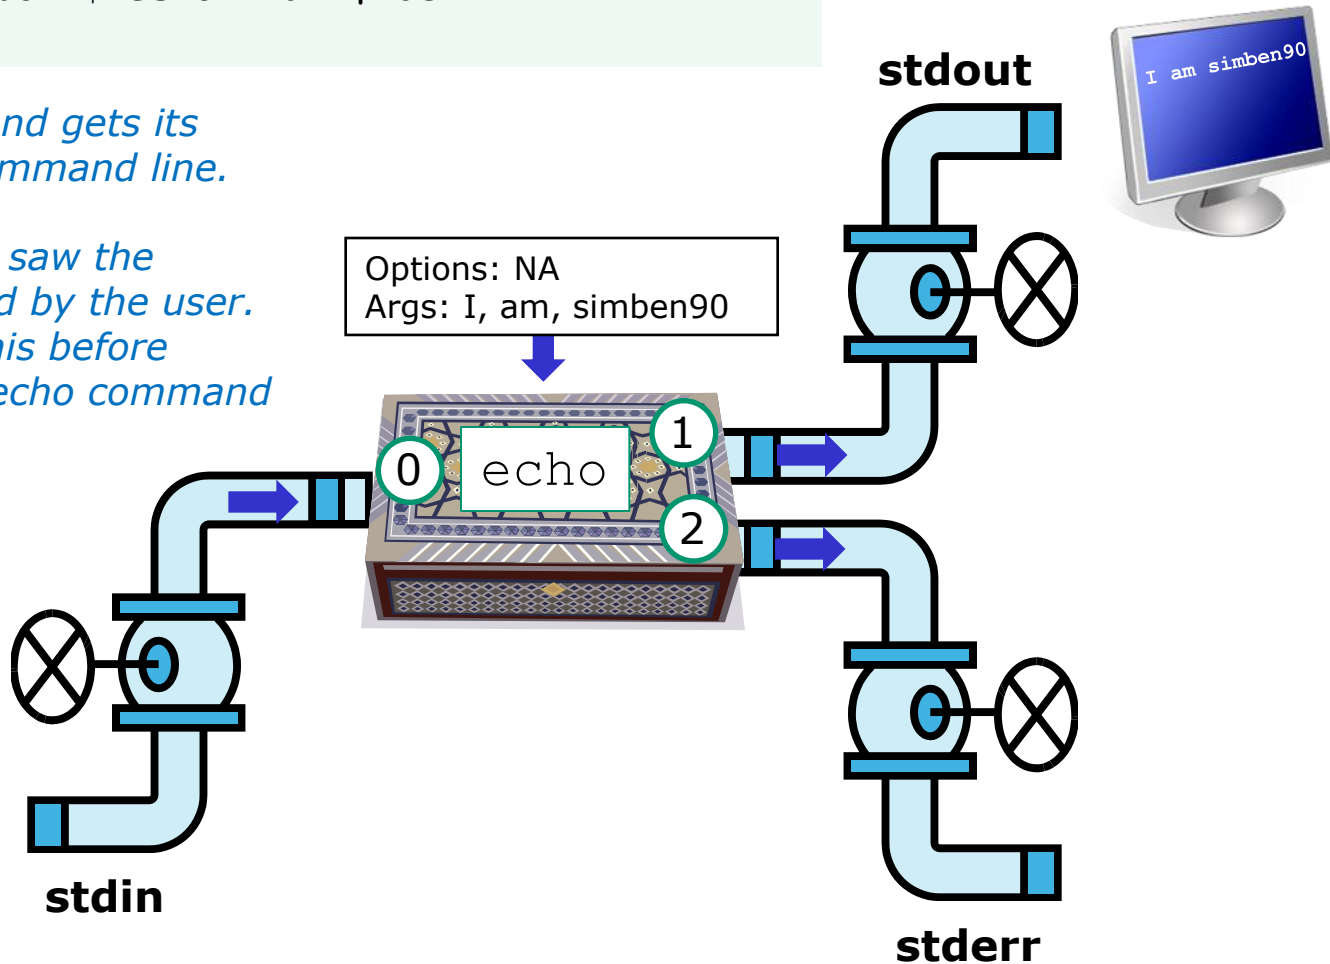 stdout
I am simben90
nd gets its
mmand line.
saw the
d by the user.
his before
echo command
Options: NA
Args: I, am, simben90
0
echo
1
2
stdin
stderr